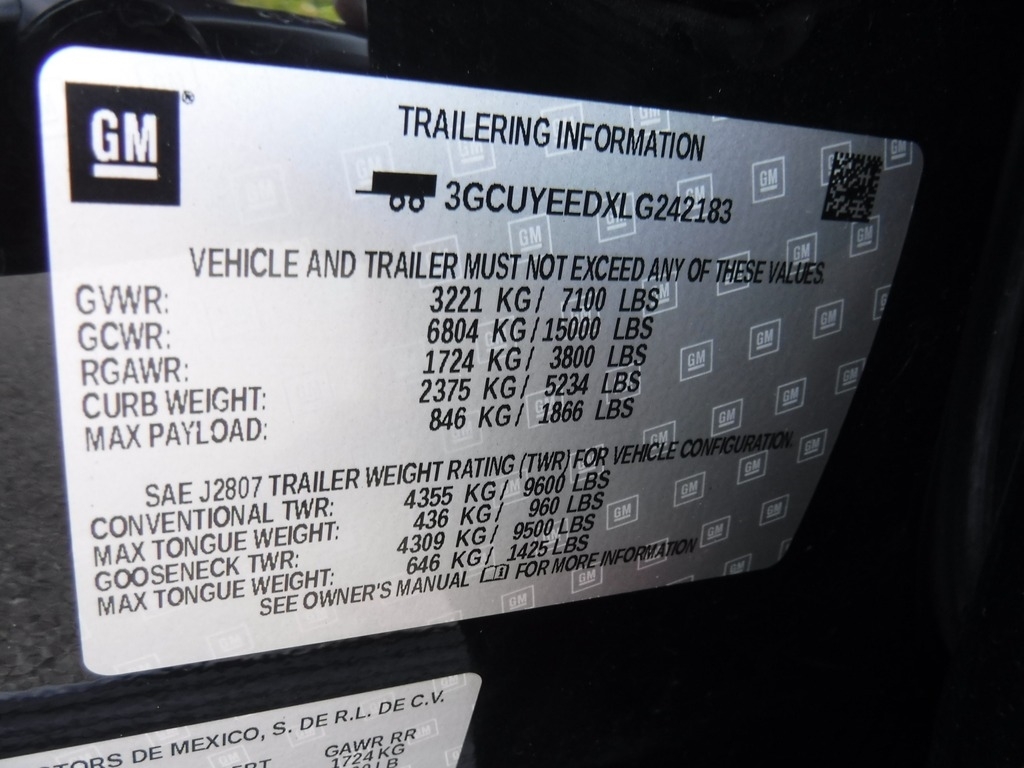 GM ®
TRAILERING INFORMATION
3GCUYEEDXLG242183
VEHICLE AND TRAILER MUST NOT EXCEED ANY OF THESE VALUES.
GVWR: 3221 KG/ 7100 LBS
GCWR: 6804 KG/ 15000 LBS
RGAWR: 1724 KG/ 3800 LBS
CURB WEIGHT: 2375 KG/ 5234 LBS
MAX PAYLOAD: 846 KG/ 1866 LBS
SAE J2807 TRAILER WEIGHT RATING (TWR) FOR VEHICLE CONFIGURATION.
CONVENTIONAL TWR: 4355 KG/ 9600 LBS
MAX TONGUE WEIGHT: 436 KG/ 960 LBS
GOOSENECK TWR: 4309 KG/ 9500 LBS
MAX TONGUE WEIGHT: 646 KG/ 1425 LBS
SEE OWNER'S MANUAL FOR MORE INFORMATION
TORS DE MEXICO, S. DE R.L. DE C.V.
GAWR RR
1724 KG
LB